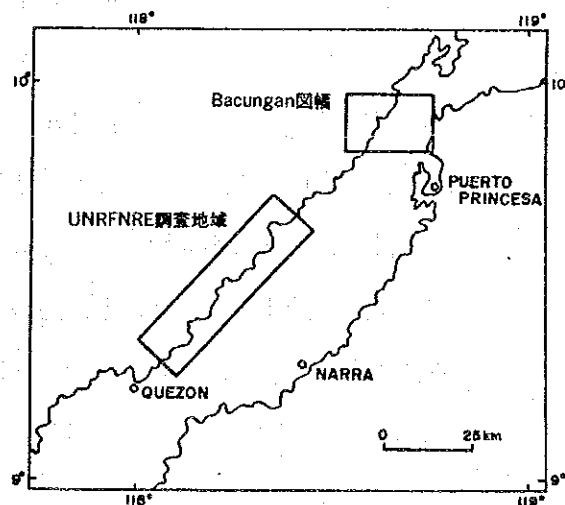 118°
119°
10°
10
Bacungan図幅
PUERTO
PRINCESA
UNRFNRE調査地域
NARRA
QUEZON
0
25km
9°
9°
118°
119°